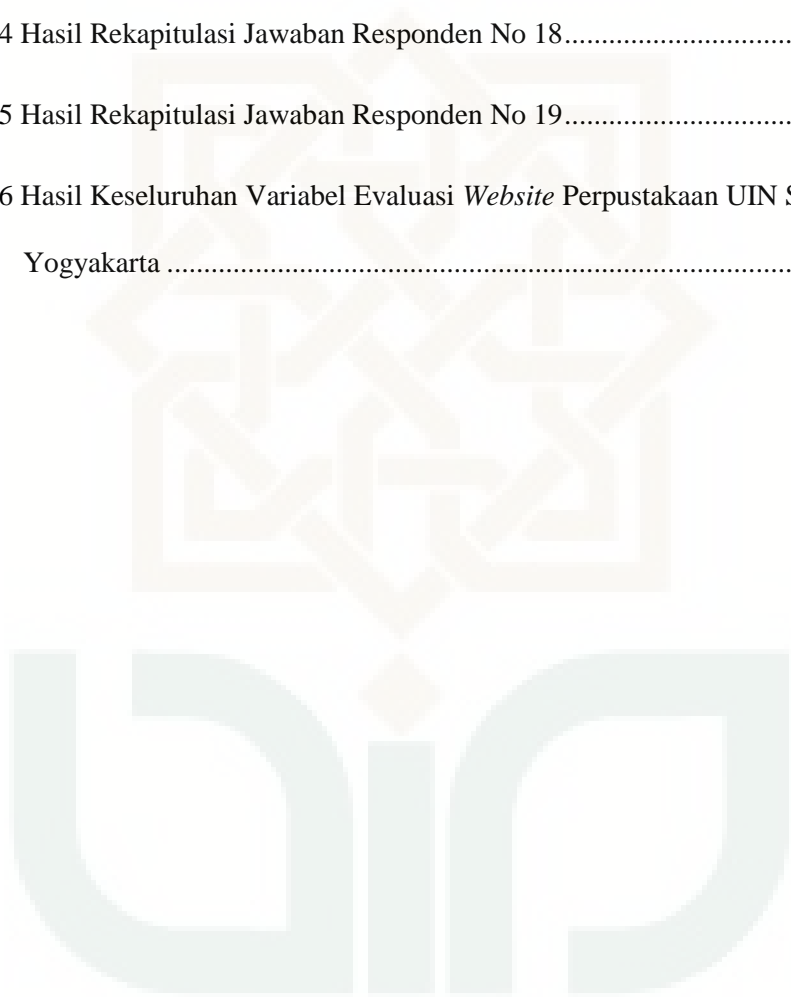 4 Hasil Rekapitulasi Jawaban Responden No 18...............................
5 Hasil Rekapitulasi Jawaban Responden No 19...............................
6 Hasil Keseluruhan Variabel Evaluasi Website Perpustakaan UIN S
Yogyakarta ......................................................................................